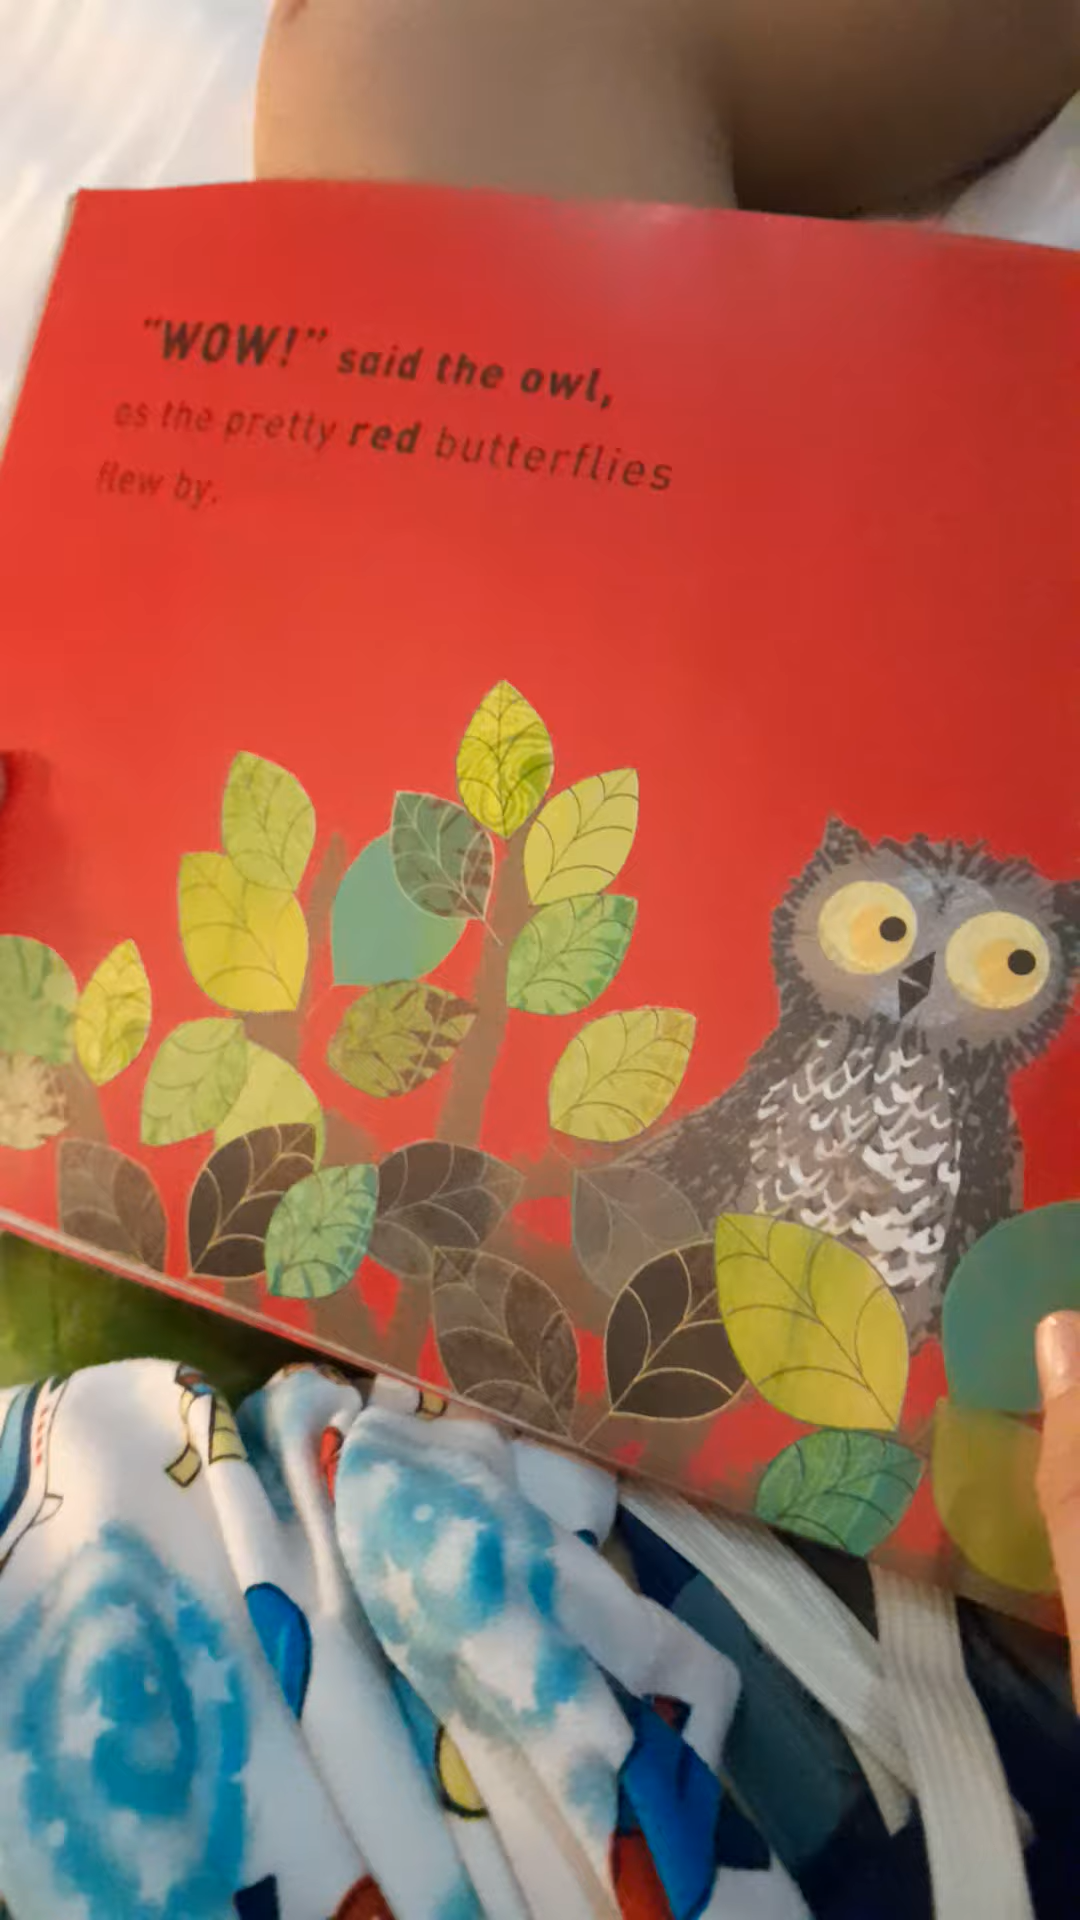 “WOW!” said the owl,
as the pretty red butterflies
flew by.